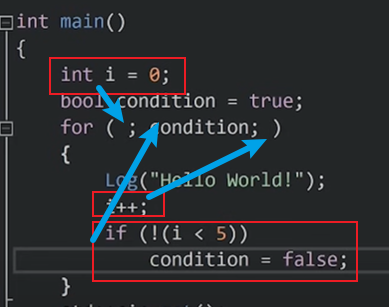 int main()
{
int i = 0;
bool condition = true;
for ( ; condition; )
{
Log("Hello World!");
i++;
if (!(i < 5))
condition = false;
}